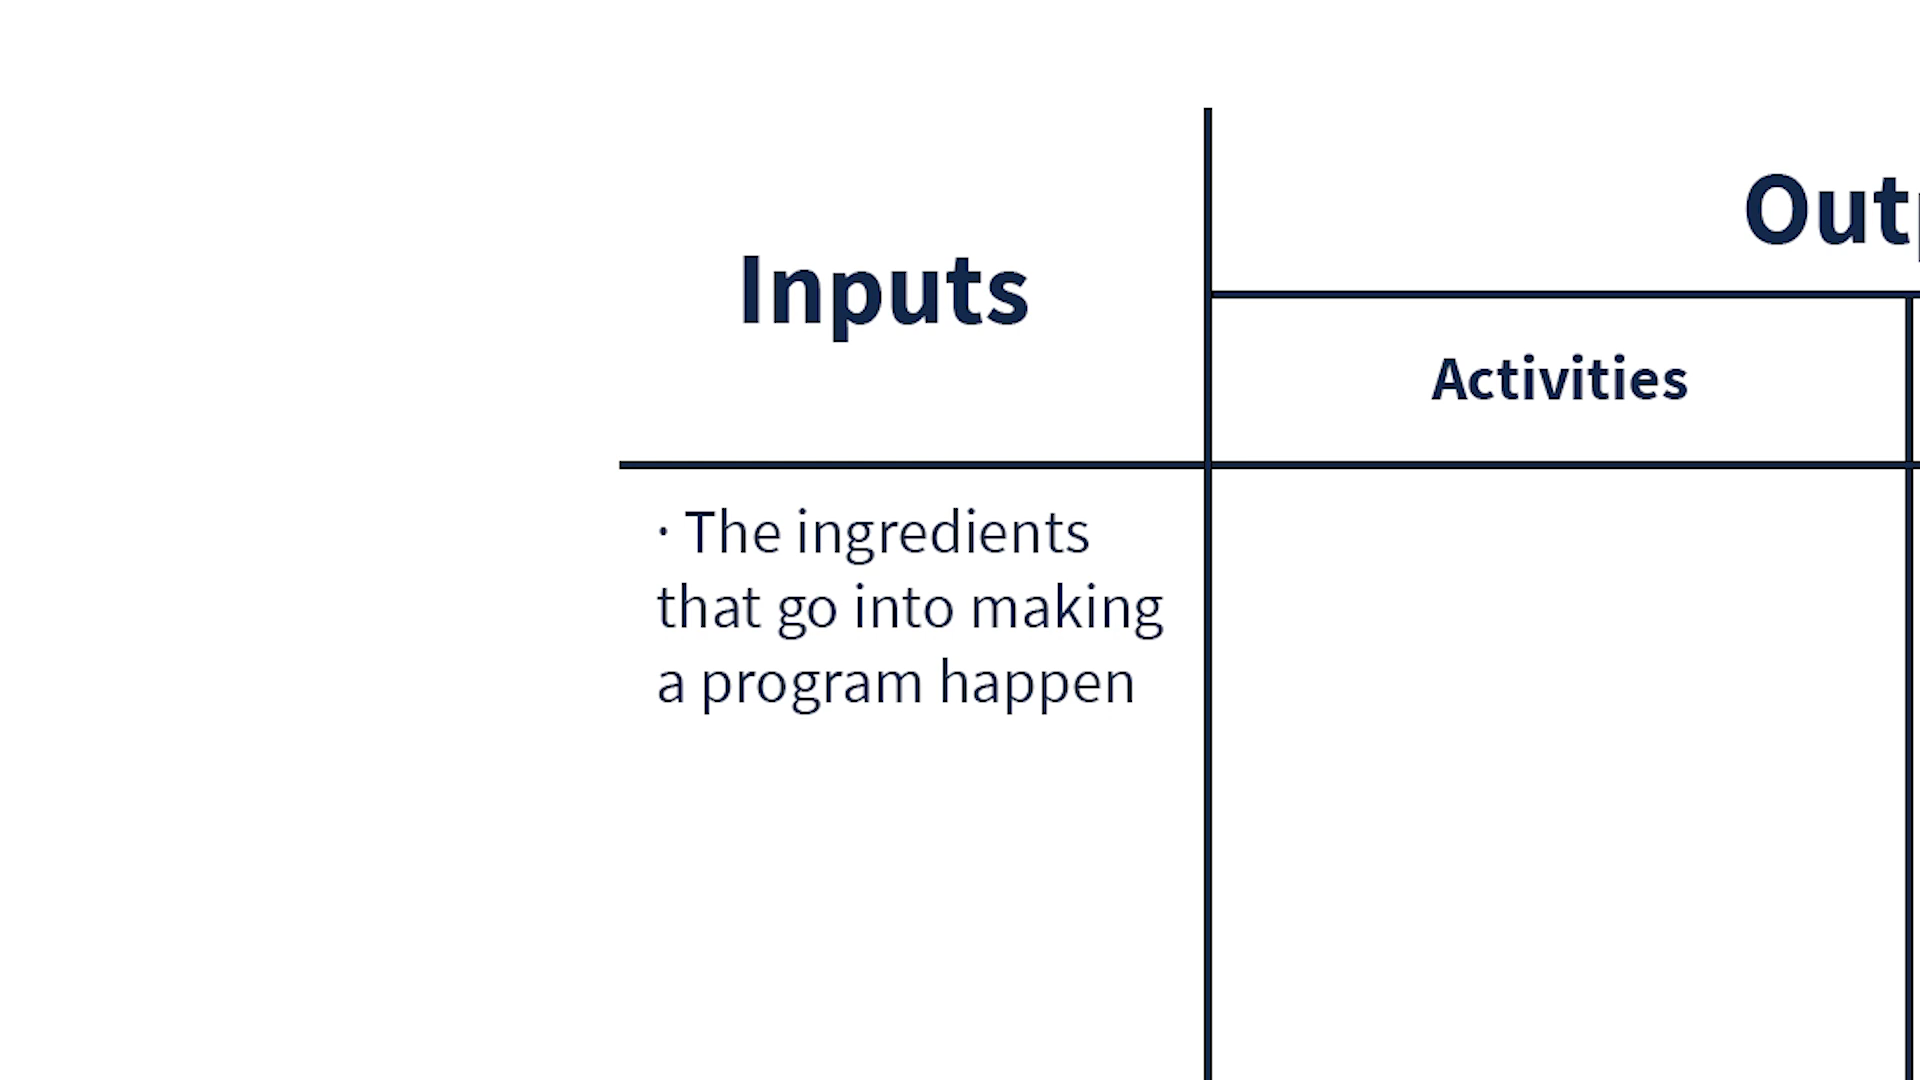 Inputs
Activities
· The ingredients
that go into making
a program happen